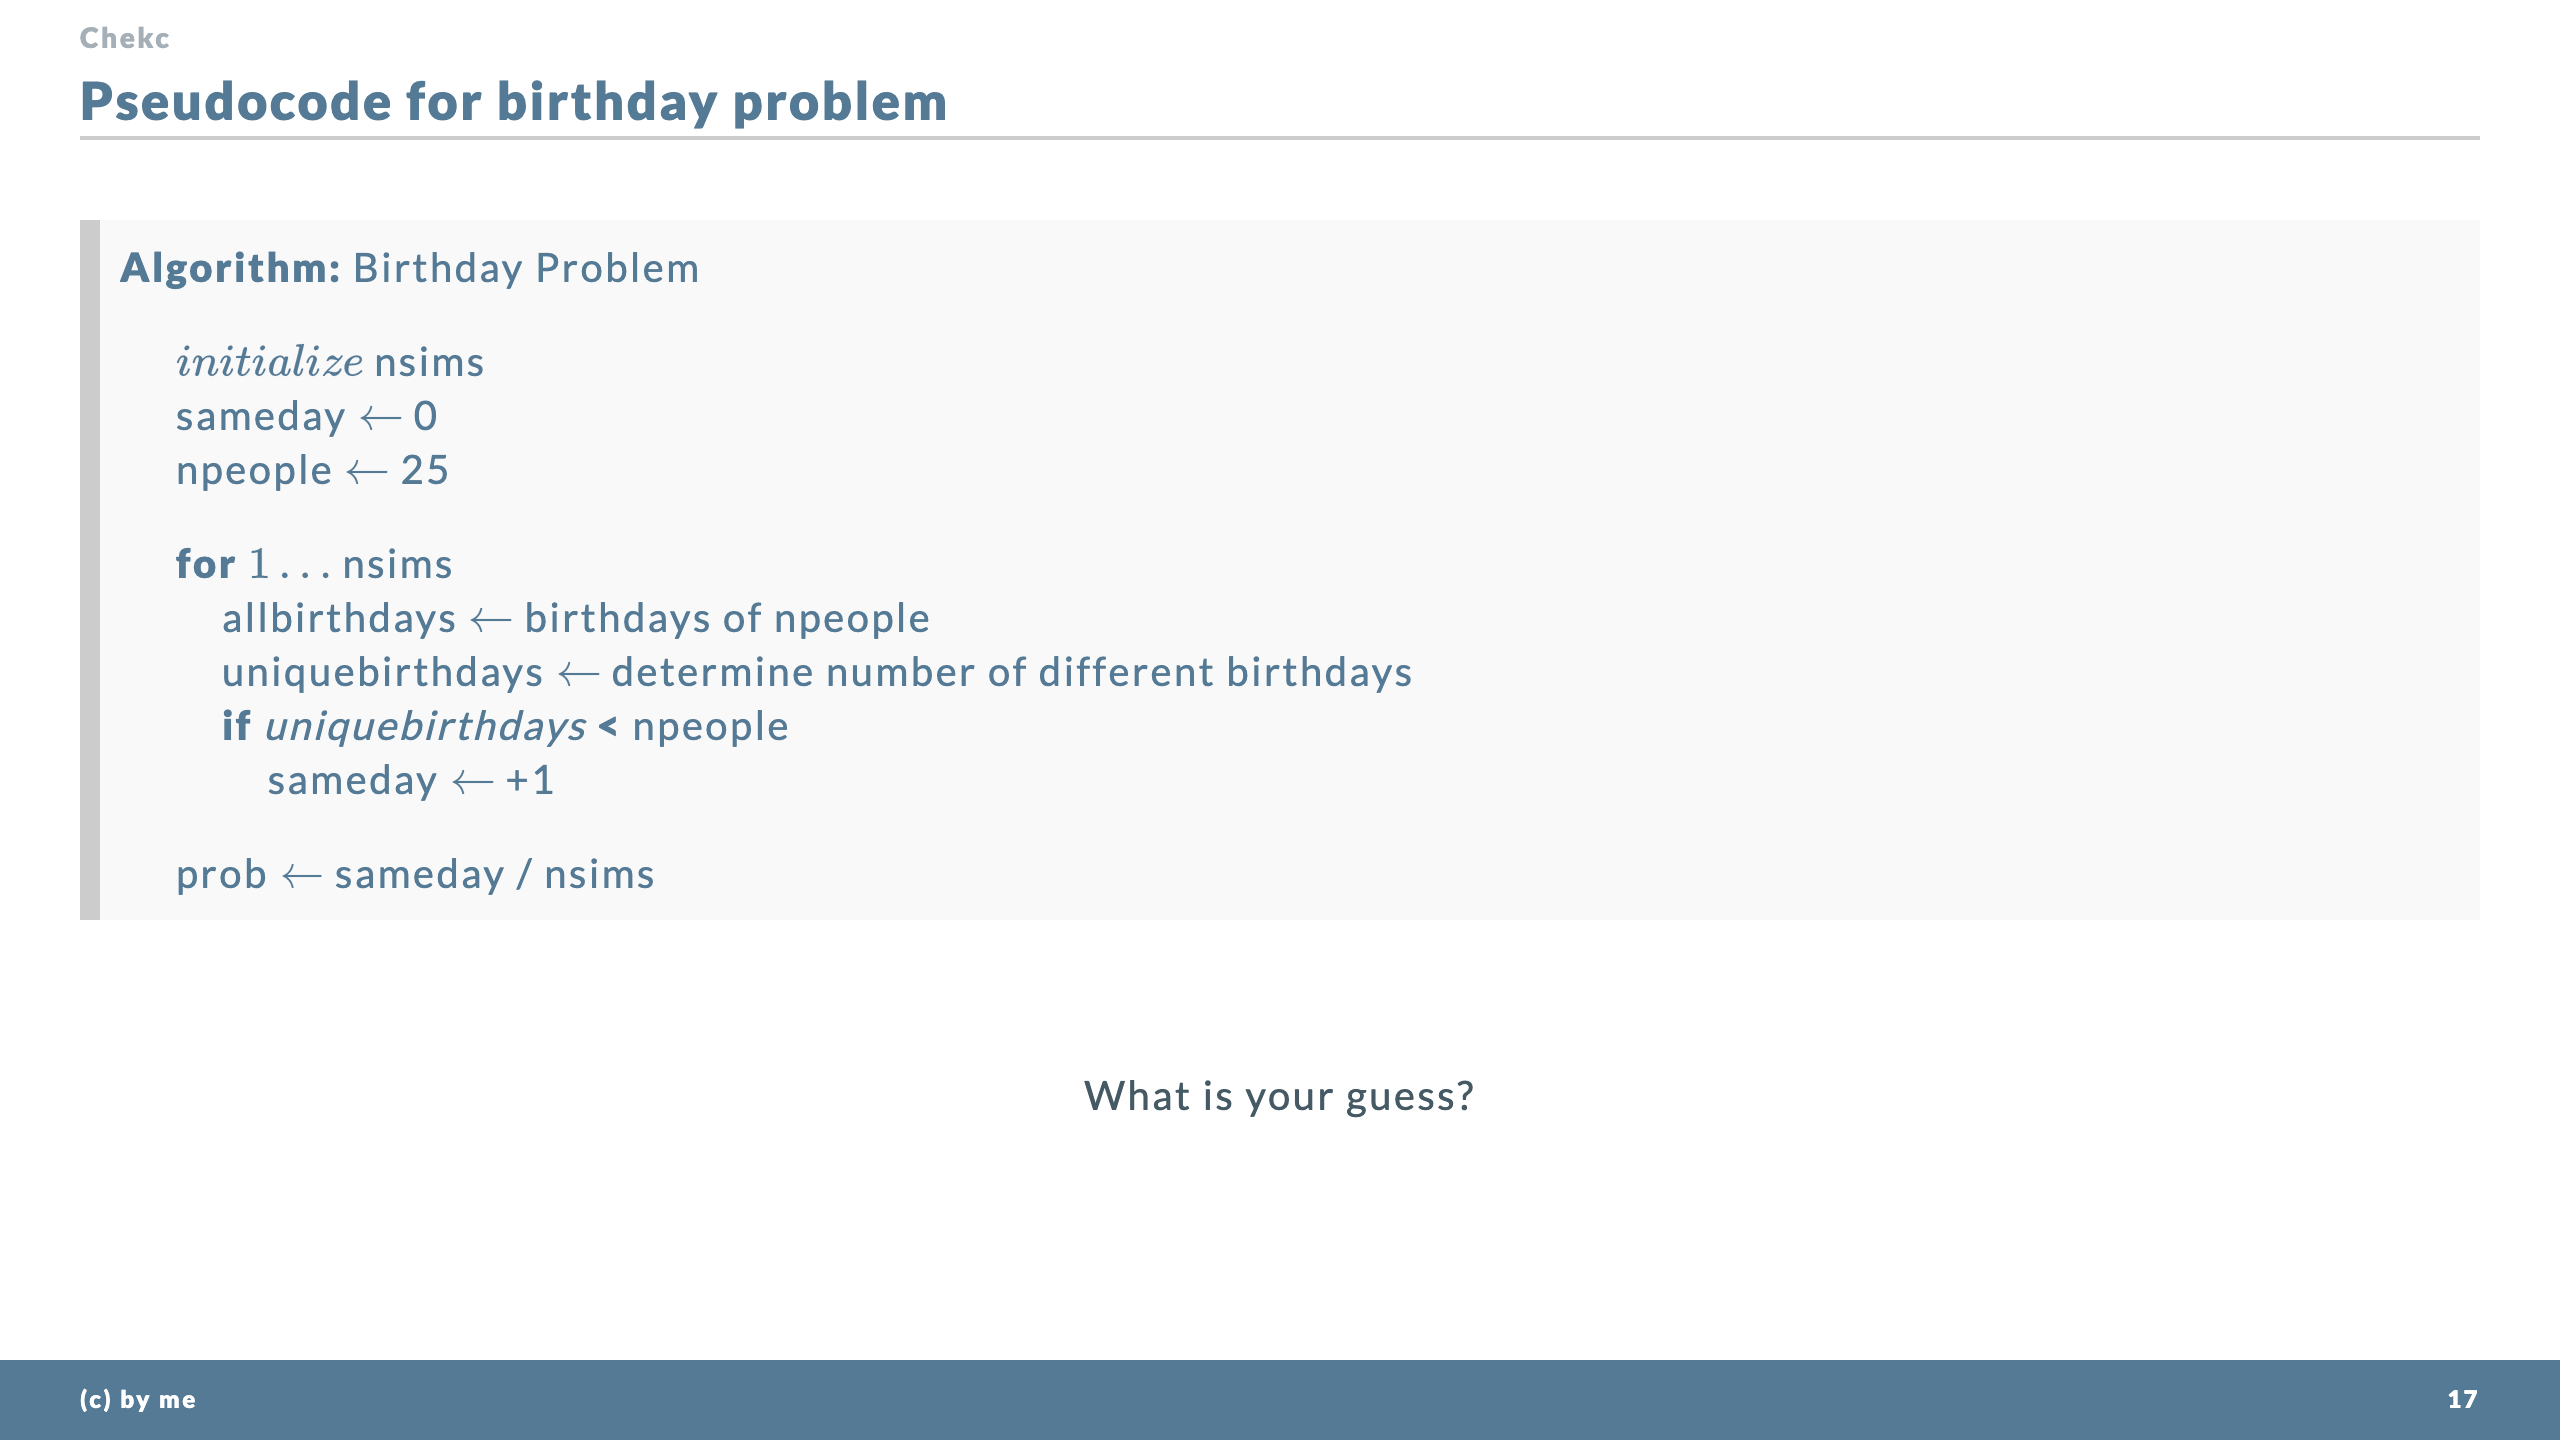 Chekc
Pseudocode for birthday problem
Algorithm: Birthday Problem
initialize nsims
sameday ← 0
npeople ← 25
for 1 . . . nsims
allbirthdays ← birthdays of npeople
uniquebirthdays ← determine number of different birthdays
if uniquebirthdays < npeople
sameday ← +1
prob ← sameday / nsims
What is your guess?
(c) by me
17